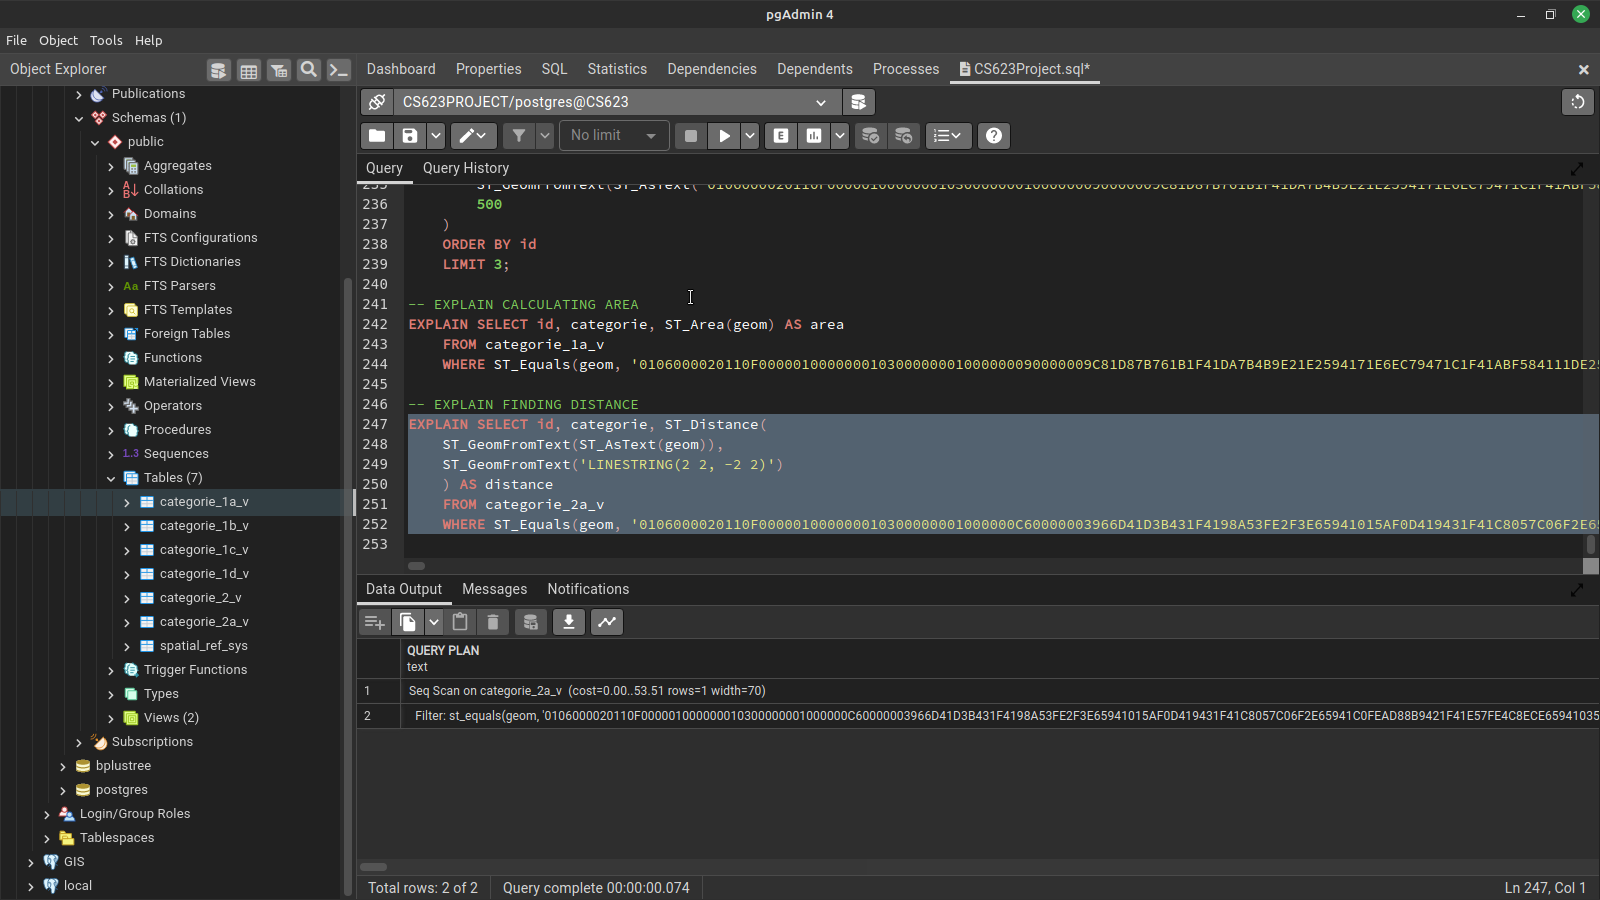 pgAdmin 4
File Object Tools Help
Object Explorer
Publications
Schemas (1)
public
Aggregates
Collations
Domains
FTS Configurations
FTS Dictionaries
Aa FTS Parsers
FTS Templates
Foreign Tables
Functions
Materialized Views
Operators
Procedures
1.3 Sequences
Tables (7)
categorie_1a_v
categorie_1b_v
categorie_1c_v
categorie_1d_v
categorie_2_v
categorie_2a_v
spatial_ref_sys
Trigger Functions
Types
Views (2)
Subscriptions
bplustree
postgres
Login/Group Roles
Tablespaces
GIS
local
Dashboard Properties SQL Statistics Dependencies Dependents Processes CS623Project.sql*
CS623PROJECT/postgres@CS623
No limit E
Query Query History
236 500
237 )
238 ORDER BY id
239 LIMIT 3;
240
241 -- EXPLAIN CALCULATING AREA
242 EXPLAIN SELECT id, categorie, ST_Area(geom) AS area
243 FROM categorie_1a_v
244 WHERE ST_Equals(geom, '0106000020110F00000100000001030000000100000009000000​9C81D87B761B1F41DA7B4B9E21E2594171E6EC79471C1F41ABF584111DE2
245
246 -- EXPLAIN FINDING DISTANCE
247 EXPLAIN SELECT id, categorie, ST_Distance(
248 ST_GeomFromText(ST_AsText(geom)),
249 ST_GeomFromText('LINESTRING(2 2, -2 2)')
250 ) AS distance
251 FROM categorie_2a_v
252 WHERE ST_Equals(geom, '0106000020110F000001000000010300000001000000C60000003966D41D3B431F4198A53FE2F3E65941015AF0D419431F41C8057C06F2E6
253
Data Output Messages Notifications
QUERY PLAN
text
1 Seq Scan on categorie_2a_v (cost=0.00..53.51 rows=1 width=70)
2 Filter: st_equals(geom, '0106000020110F000001000000010300000001000000C60000003966D41D3B431F4198A53FE2F3E65941015AF0D419431F41C8057C06F2E65941C0FEAD88B9421F41E57FE4C8ECE65941035
Total rows: 2 of 2 Query complete 00:00:00.074 Ln 247, Col 1